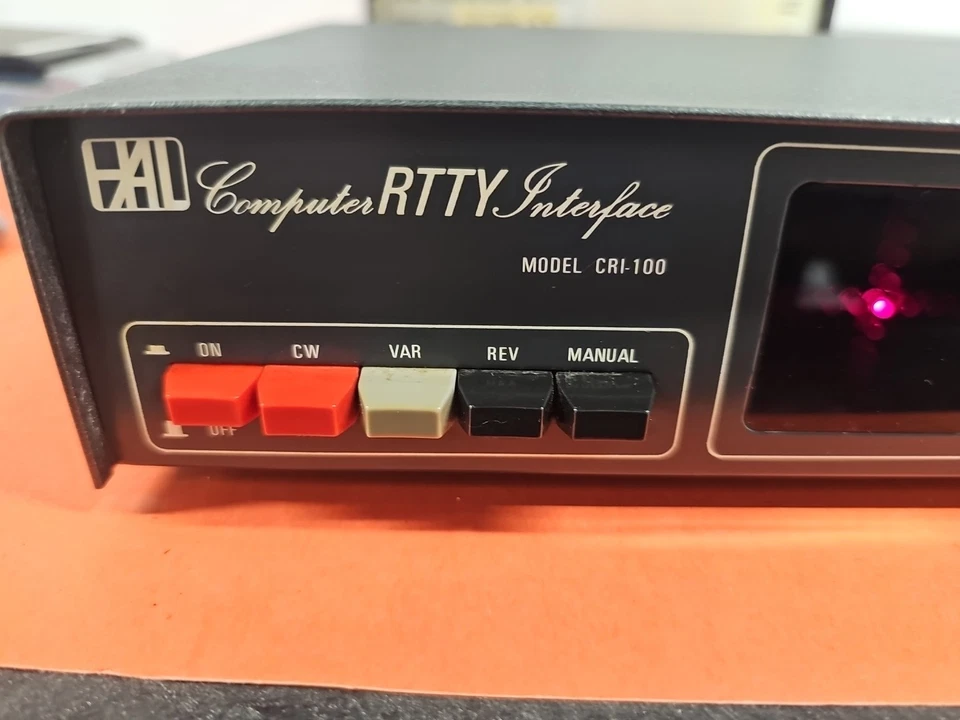 HAL Computer RTTY Interface
MODEL CRI-100
ON CW VAR REV MANUAL
OFF